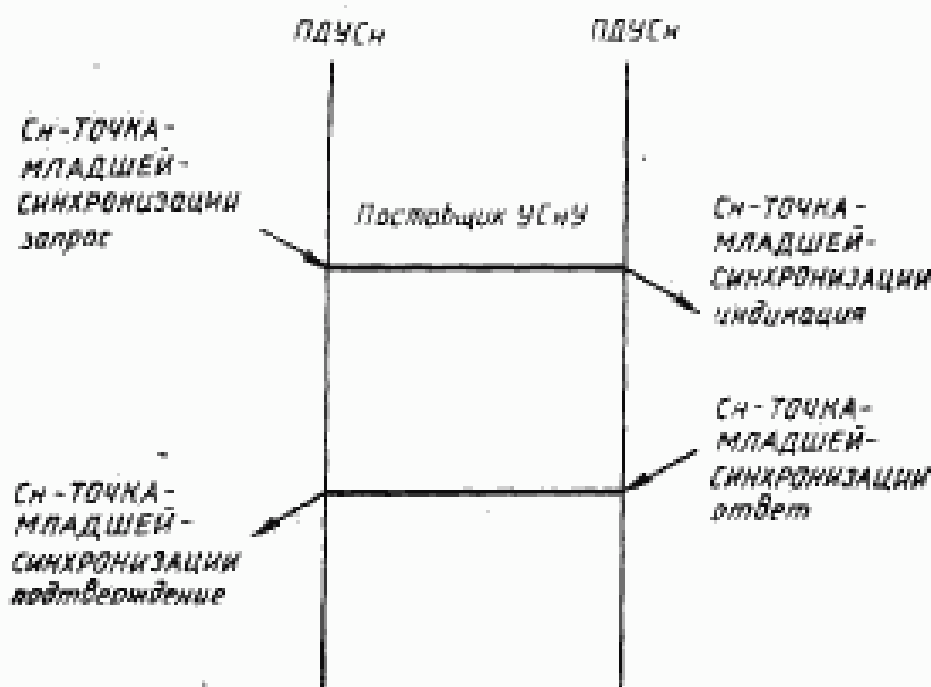 ПДУСн
ПДУСн
Сн-ТОЧКА-
МЛАДШЕЙ-
СИНХРОНИЗАЦИИ
запрос
Поставщик УСнУ
Сн-ТОЧКА-
МЛАДШЕЙ-
СИНХРОНИЗАЦИИ
индикация
Сн-ТОЧКА-
МЛАДШЕЙ-
СИНХРОНИЗАЦИИ
ответ
Сн-ТОЧКА-
МЛАДШЕЙ-
СИНХРОНИЗАЦИИ
подтверждение